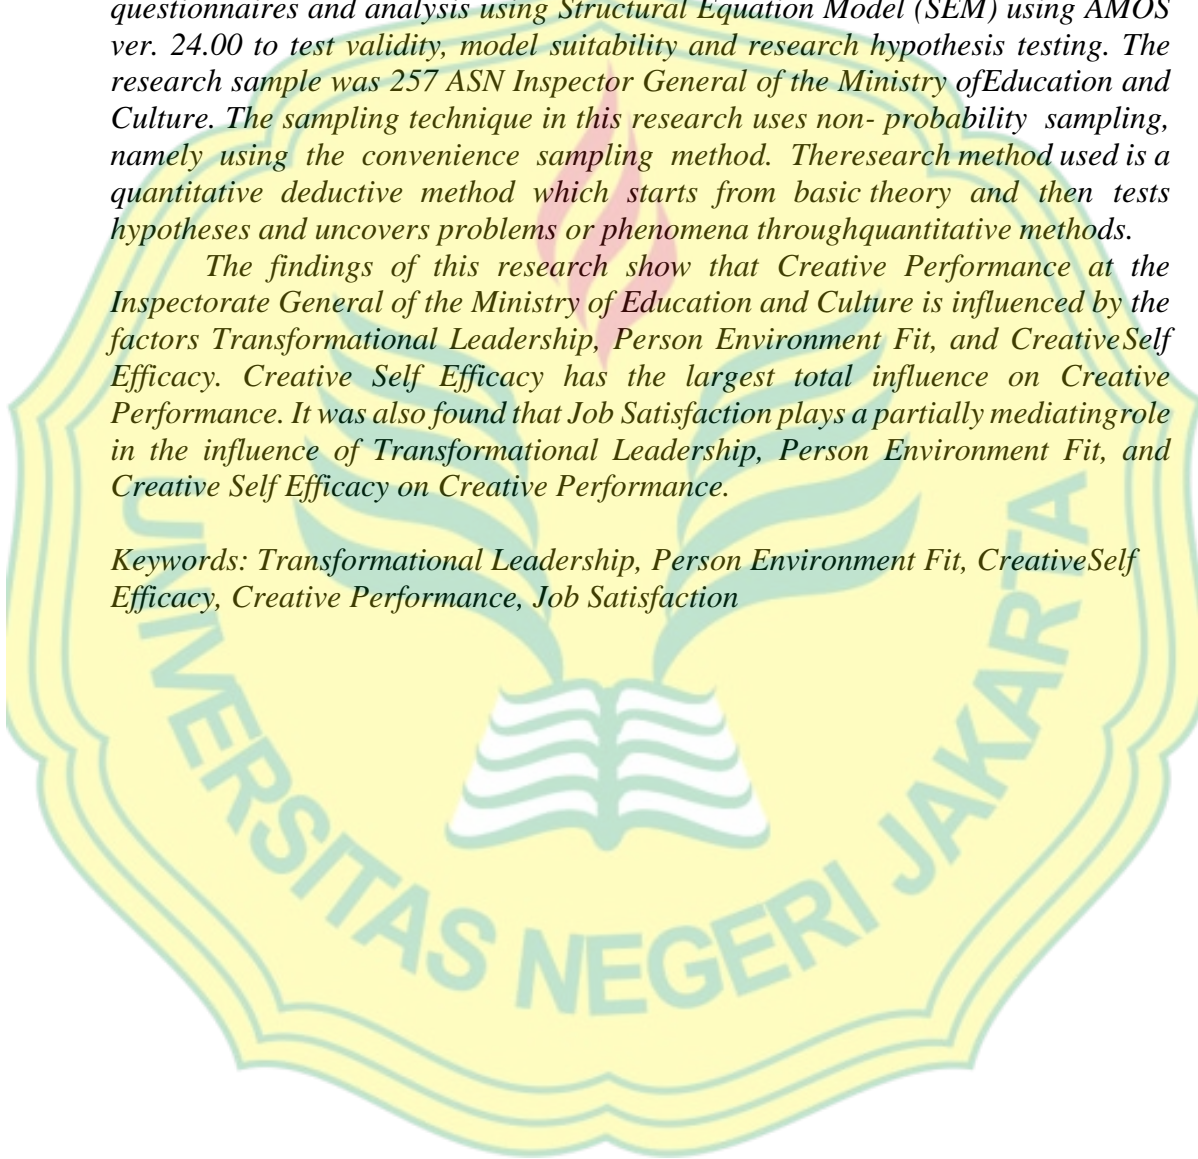 questionnaires and analysis using Structural Equation Model (SEM) using AMOS
ver. 24.00 to test validity, model suitability and research hypothesis testing. The
research sample was 257 ASN Inspector General of the Ministry ofEducation and
Culture. The sampling technique in this research uses non- probability sampling,
namely using the convenience sampling method. Theresearch method used is a
quantitative deductive method which starts from basic theory and then tests
hypotheses and uncovers problems or phenomena throughquantitative methods.
The findings of this research show that Creative Performance at the
Inspectorate General of the Ministry of Education and Culture is influenced by the
factors Transformational Leadership, Person Environment Fit, and CreativeSelf
Efficacy. Creative Self Efficacy has the largest total influence on Creative
Performance. It was also found that Job Satisfaction plays a partially mediatingrole
in the influence of Transformational Leadership, Person Environment Fit, and
Creative Self Efficacy on Creative Performance.
Keywords: Transformational Leadership, Person Environment Fit, CreativeSelf
Efficacy, Creative Performance, Job Satisfaction
UNIVERSITAS NEGERI JAKARTA